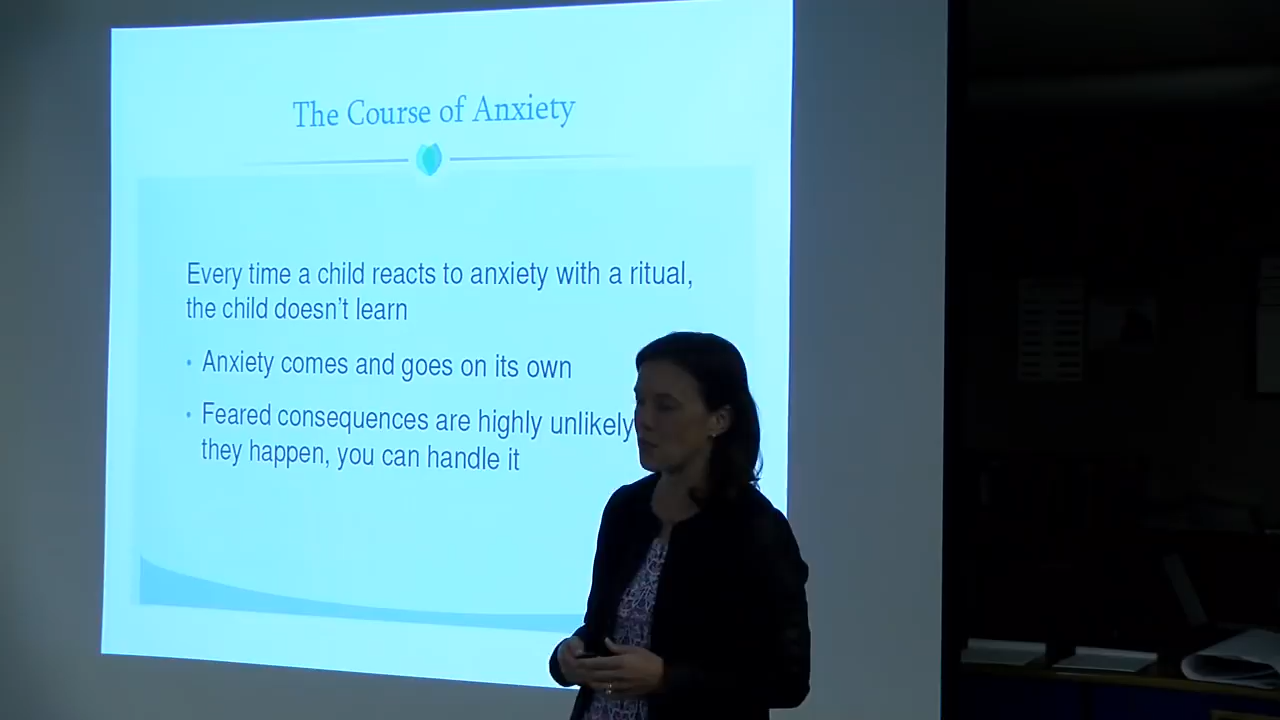 The Course of Anxiety
Every time a child reacts to anxiety with a ritual,
the child doesn't learn
• Anxiety comes and goes on its own
• Feared consequences are highly unlikely
they happen, you can handle it